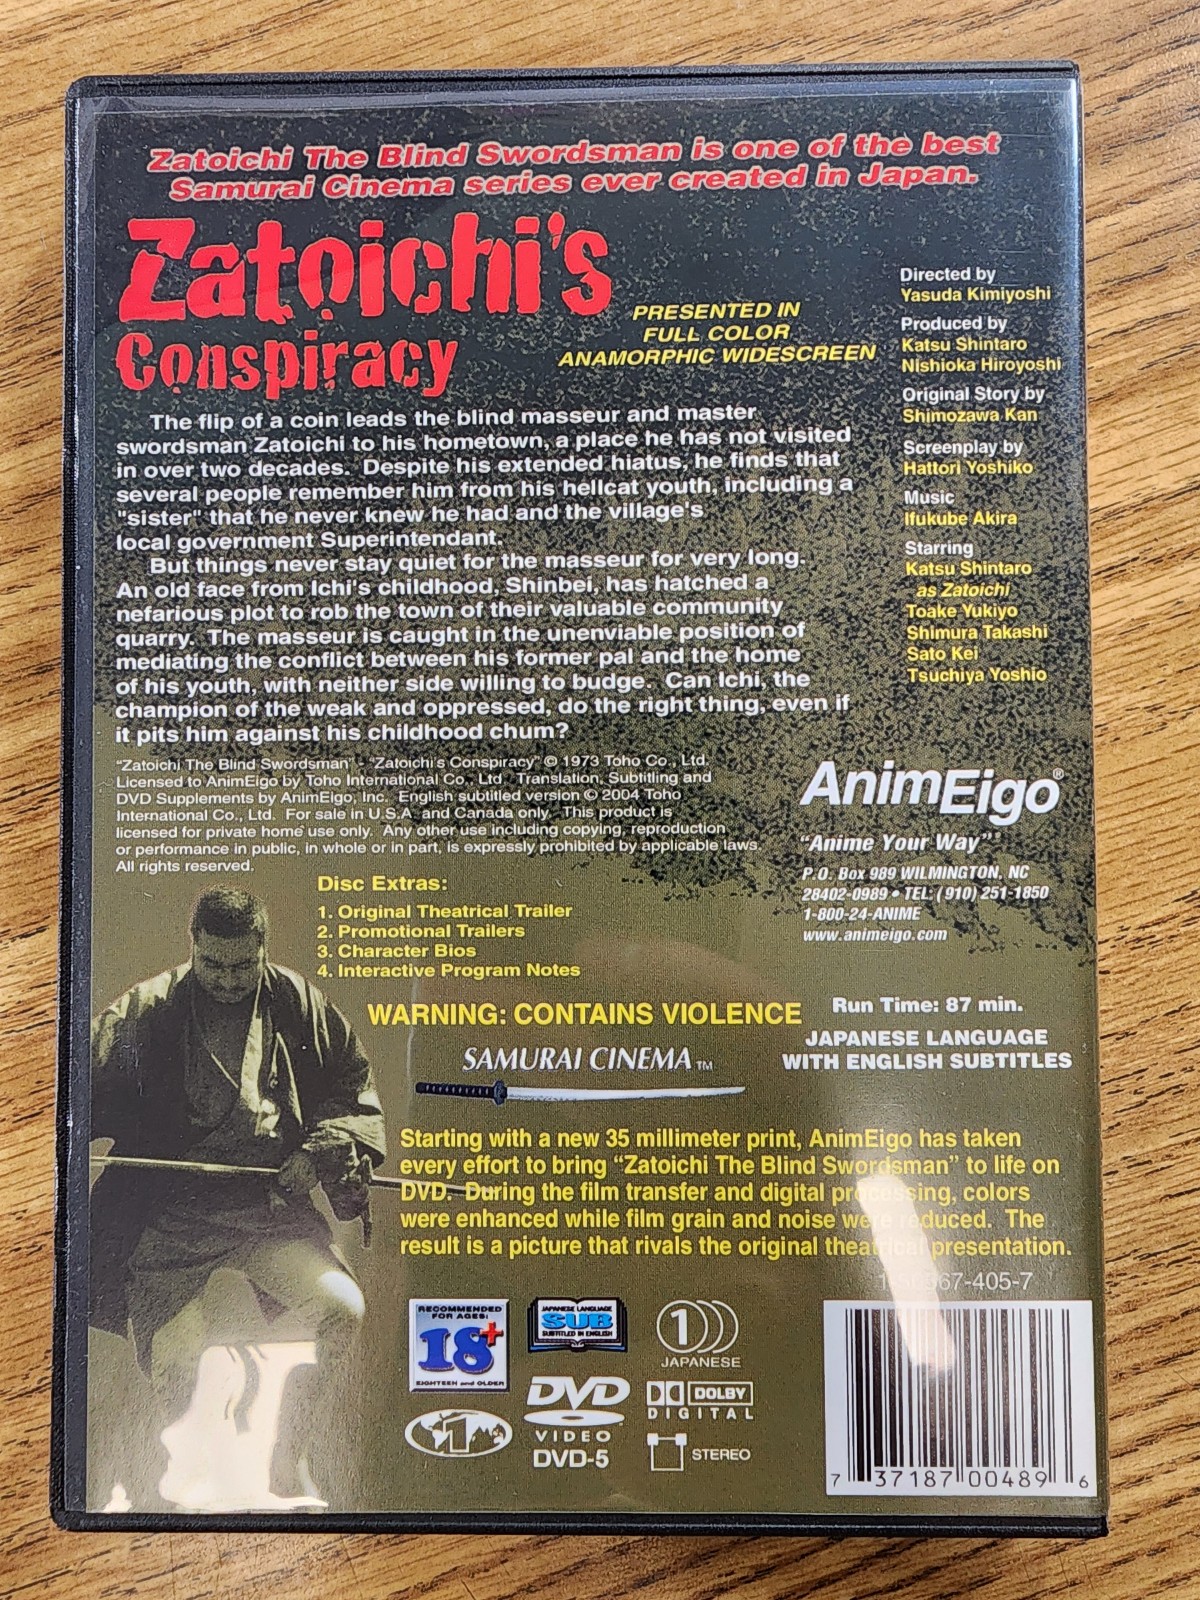 Zatoichi The Blind Swordsman is one of the best
Samurai Cinema series ever created in Japan.
Zatoichi's
Conspiracy
PRESENTED IN
FULL COLOR
ANAMORPHIC WIDESCREEN
The flip of a coin leads the blind masseur and master
swordsman Zatoichi to his hometown, a place he has not visited
in over two decades. Despite his extended hiatus, he finds that
several people remember him from his hellcat youth, including a
"sister" that he never knew he had and the village's
local government Superintendant.
But things never stay quiet for the masseur for very long.
An old face from Ichi's childhood, Shinbei, has hatched a
nefarious plot to rob the town of their valuable community
quarry. The masseur is caught in the unenviable position of
mediating the conflict between his former pal and the home
of his youth, with neither side willing to budge. Can Ichi, the
champion of the weak and oppressed, do the right thing, even if
it pits him against his childhood chum?
Directed by
Yasuda Kimiyoshi
Produced by
Katsu Shintaro
Nishioka Hiroyoshi
Original Story by
Shimozawa Kan
Screenplay by
Hattori Yoshiko
Music
Ifukube Akira
Starring
Katsu Shintaro
as Zatoichi
Toake Yukiyo
Shimura Takashi
Sato Kei
Tsuchiya Yoshio
"Zatoichi The Blind Swordsman" - "Zatoichi's Conspiracy" © 1973 Toho Co., Ltd.
Licensed to AnimEigo by Toho International Co., Ltd. Translation, Subtitling and
DVD Supplements by AnimEigo, Inc. English subtitled version © 2004 Toho
International Co., Ltd. For sale in U.S.A. and Canada only. This product is
licensed for private home use only. Any other use including copying, reproduction
or performance in public, in whole or in part, is expressly prohibited by applicable laws.
All rights reserved.
AnimEigo®
"Anime Your Way"®
P.O. Box 989 WILMINGTON, NC
28402-0989 • TEL: (910) 251-1850
1-800-24-ANIME
www.animeigo.com
Disc Extras:
1. Original Theatrical Trailer
2. Promotional Trailers
3. Character Bios
4. Interactive Program Notes
WARNING: CONTAINS VIOLENCE
SAMURAI CINEMA TM
Run Time: 87 min.
JAPANESE LANGUAGE
WITH ENGLISH SUBTITLES
Starting with a new 35 millimeter print, AnimEigo has taken
every effort to bring "Zatoichi The Blind Swordsman" to life on
DVD. During the film transfer and digital processing, colors
were enhanced while film grain and noise were reduced. The
result is a picture that rivals the original theatrical presentation.
67-405-7
RECOMMENDED
FOR AGES:
18+
EIGHTEEN and OLDER
JAPANESE LANGUAGE
SUB
SUBTITLED IN ENGLISH
1
JAPANESE
1
DVD
VIDEO
DVD-5
DOLBY
DIGITAL
STEREO
7 37187 00489 6